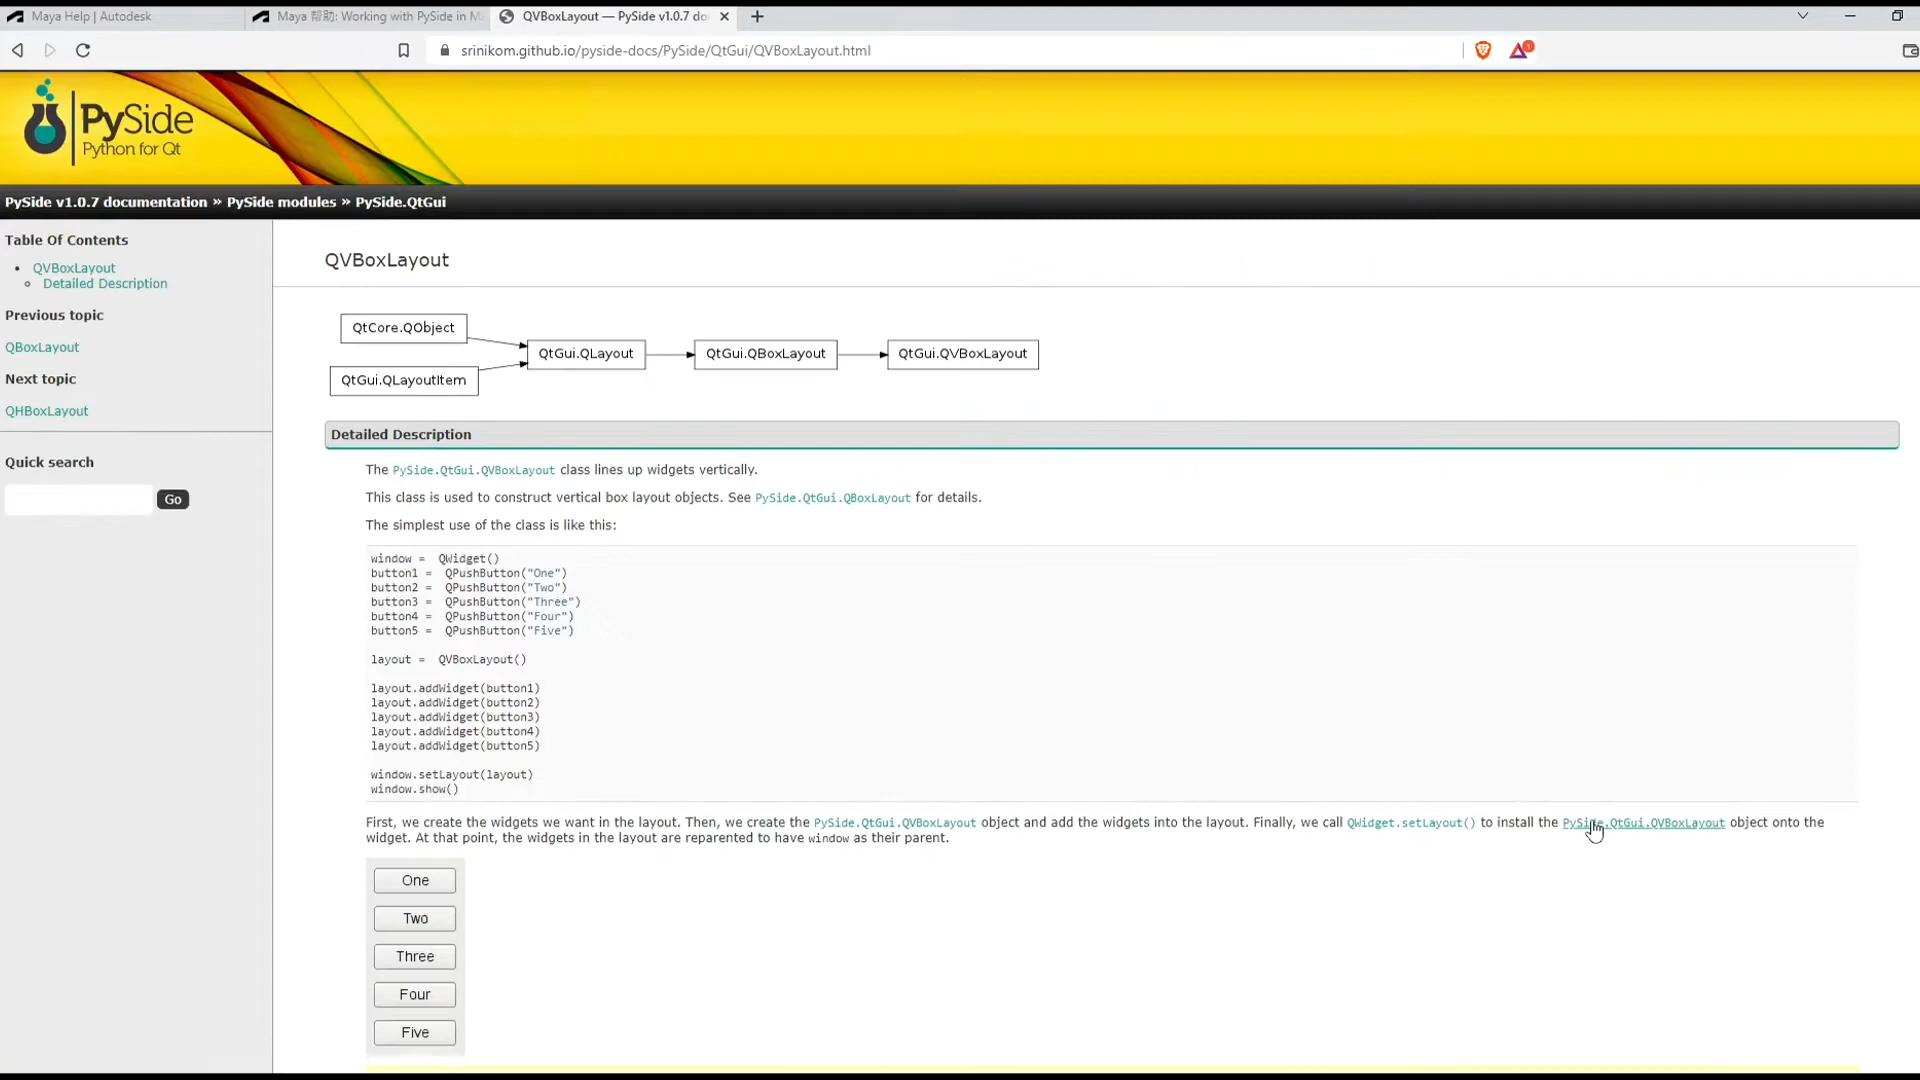 Maya Help | Autodesk
Maya 帮助: Working with PySide in M
QVBoxLayout — PySide v1.0.7 do
srinikom.github.io/pyside-docs/PySide/QtGui/QVBoxLayout.html
1
PySide
Python for Qt
PySide v1.0.7 documentation » PySide modules » PySide.QtGui
Table Of Contents
QVBoxLayout
Detailed Description
Previous topic
QBoxLayout
Next topic
QHBoxLayout
Quick search
Go
QVBoxLayout
QtCore.QObject
QtGui.QLayoutItem
QtGui.QLayout
QtGui.QBoxLayout
QtGui.QVBoxLayout
Detailed Description
The PySide.QtGui.QVBoxLayout class lines up widgets vertically.
This class is used to construct vertical box layout objects. See PySide.QtGui.QBoxLayout for details.
The simplest use of the class is like this:
window =  QWidget()
button1 =  QPushButton("One")
button2 =  QPushButton("Two")
button3 =  QPushButton("Three")
button4 =  QPushButton("Four")
button5 =  QPushButton("Five")
layout =  QVBoxLayout()
layout.addWidget(button1)
layout.addWidget(button2)
layout.addWidget(button3)
layout.addWidget(button4)
layout.addWidget(button5)
window.setLayout(layout)
window.show()
First, we create the widgets we want in the layout. Then, we create the PySide.QtGui.QVBoxLayout object and add the widgets into the layout. Finally, we call QWidget.setLayout() to install the PySide.QtGui.QVBoxLayout object onto the
widget. At that point, the widgets in the layout are reparented to have window as their parent.
One
Two
Three
Four
Five